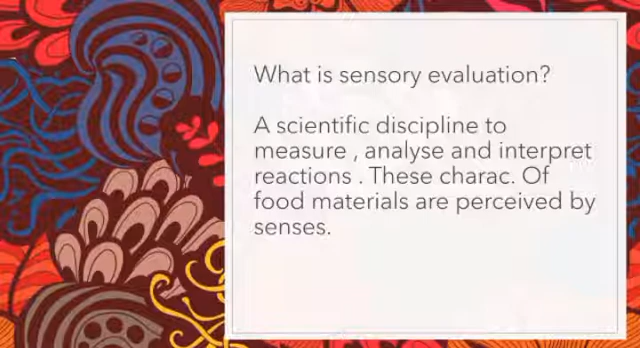 What is sensory evaluation?
A scientific discipline to
measure , analyse and interpret
reactions . These charac. Of
food materials are perceived by
senses.